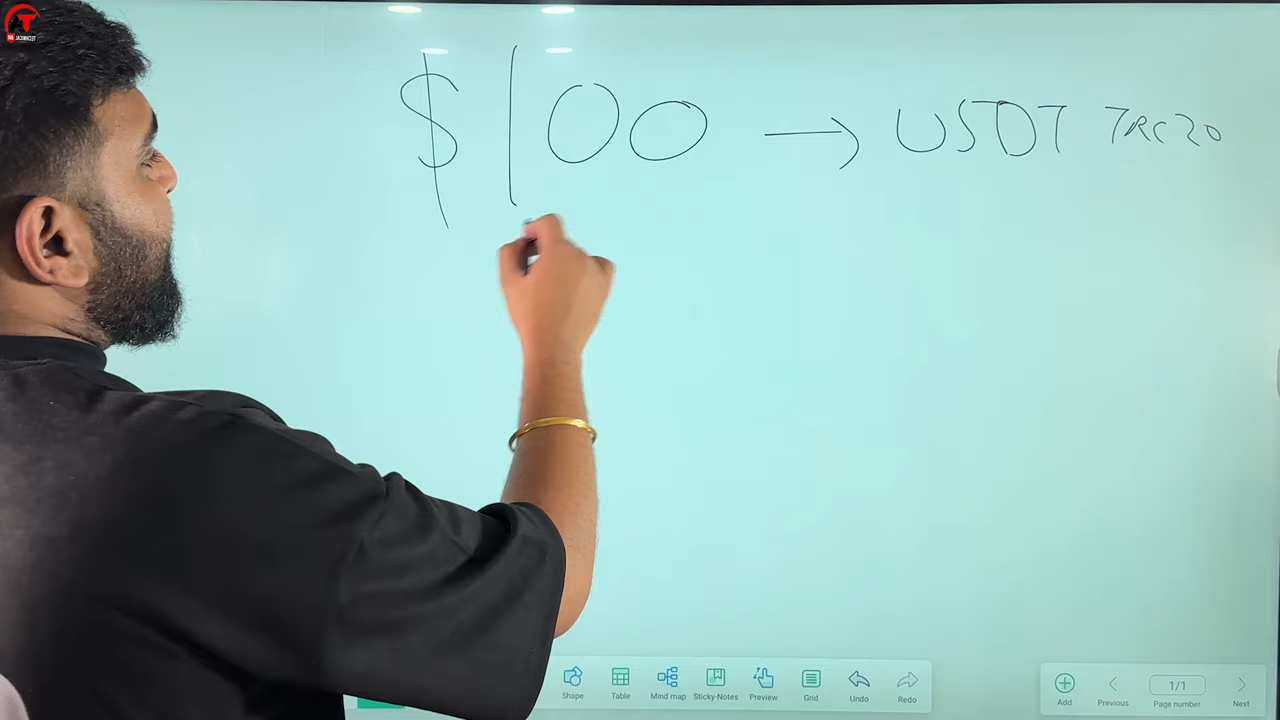 $100 → USDT TRC20
Shape Table Mind map Sticky-Notes Preview Grid Undo Redo
Add Previous 1/1 Page number Next